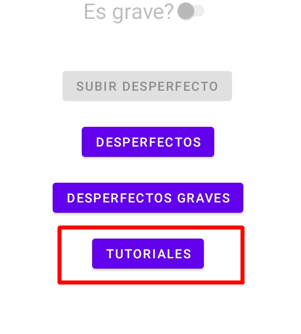 Es grave?
SUBIR DESPERFECTO
DESPERFECTOS
DESPERFECTOS GRAVES
TUTORIALES